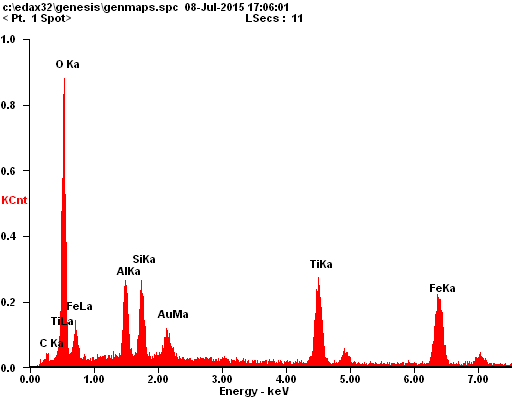 c:\edax32\genesis\genmaps.spc 08-Jul-2015 17:06:01
< Pt. 1 Spot> LSecs : 11
1.0
O Ka
0.8
0.6
KCnt
0.4
SiKa
AlKa
TiKa
FeKa
0.2
FeLa
AuMa
TiLa
C Ka
0.0
0.00 1.00 2.00 3.00 4.00 5.00 6.00 7.00
Energy - keV